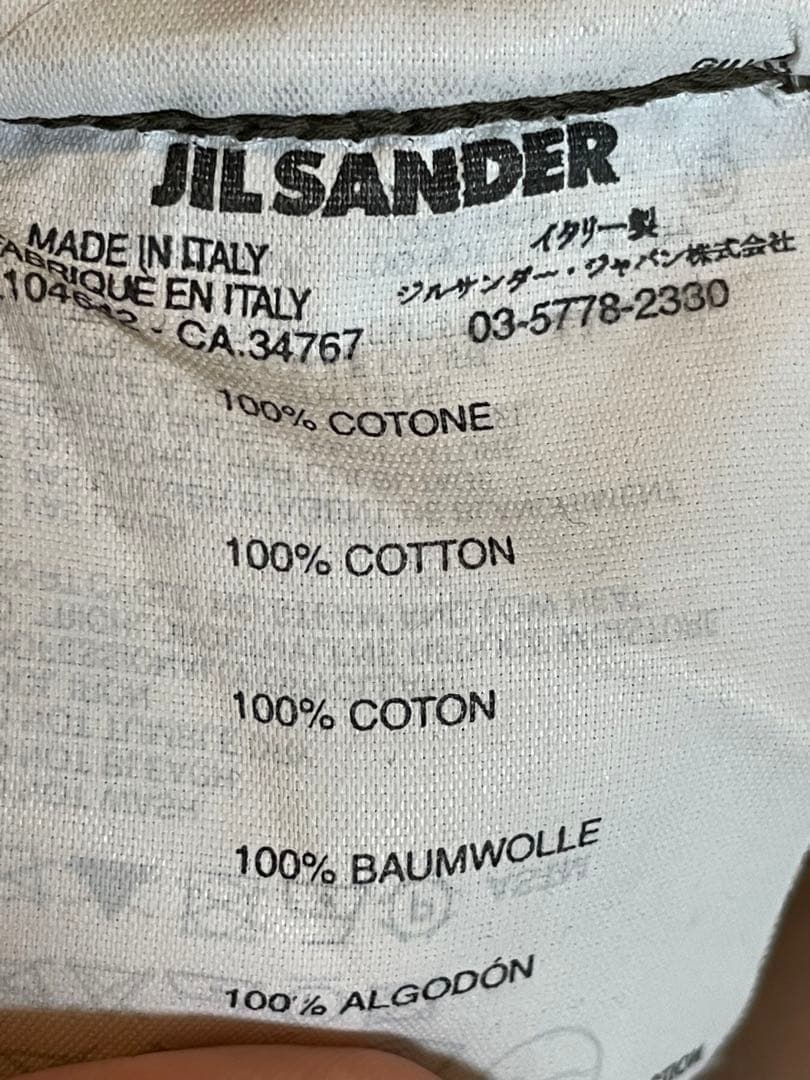 JIL SANDER
MADE IN ITALY
FABRIQUÉ EN ITALY
CA.34767
イタリー製
ジルサンダー・ジャパン株式会社
03-5778-2330
100% COTONE
100% COTTON
100% COTON
100% BAUMWOLLE
100% ALGODÓN